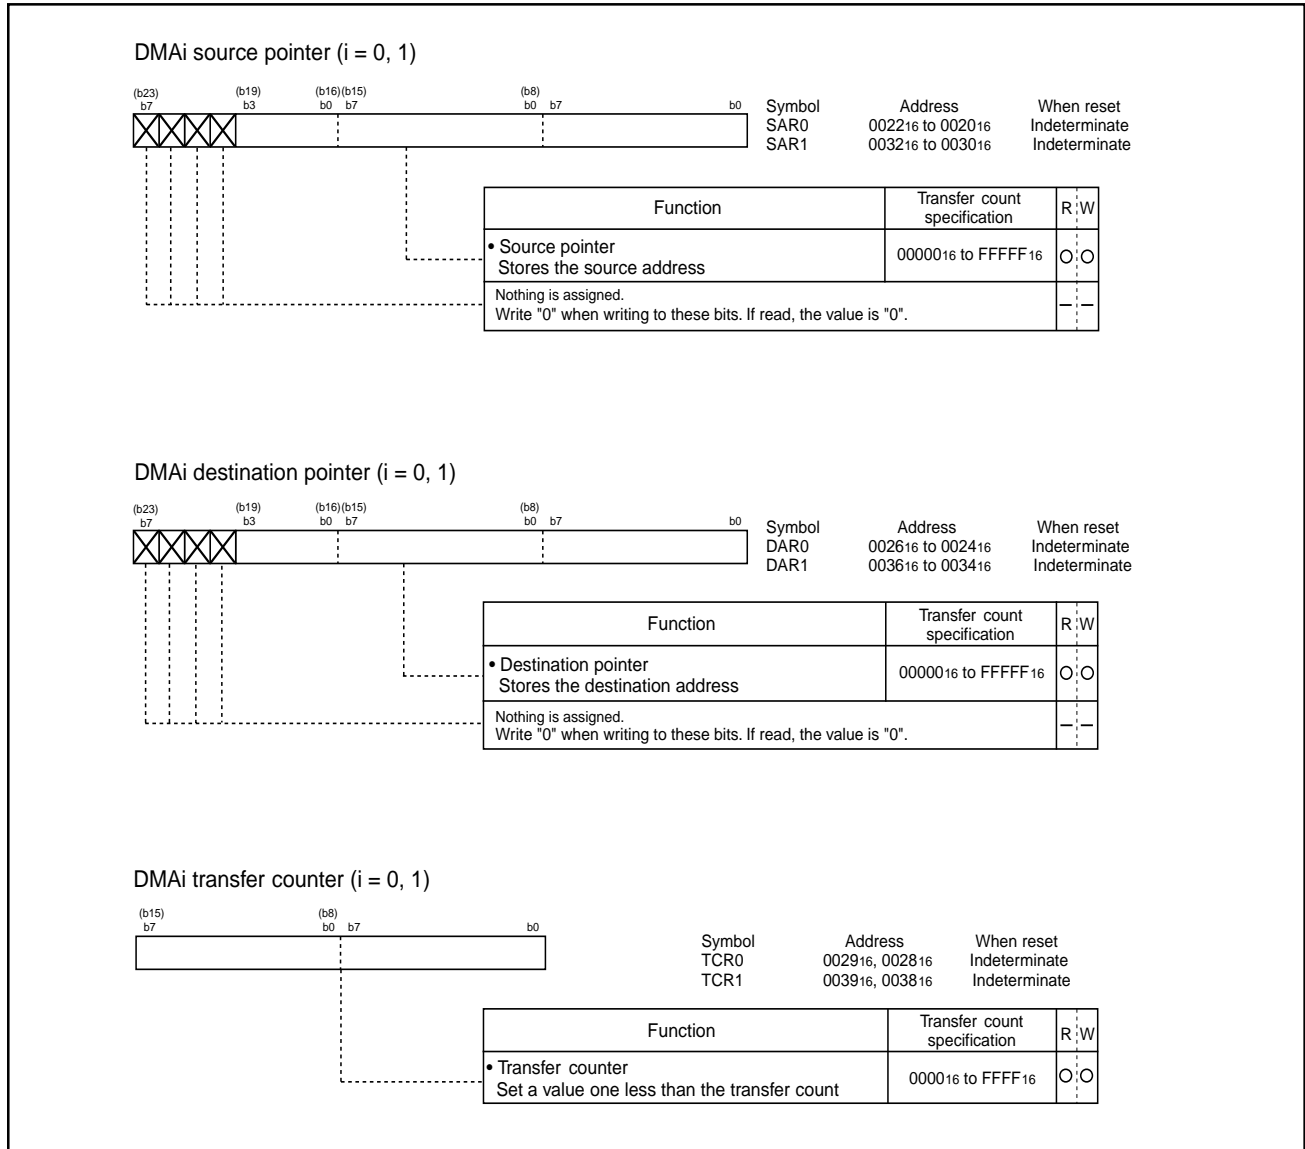 DMAi source pointer (i = 0, 1)
(b23) (b19) (b16)(b15) (b8)
b7 b3 b0 b7 b0 b7 b0
Symbol Address When reset
SAR0 002216 to 002016 Indeterminate
SAR1 003216 to 003016 Indeterminate
Function Transfer count specification R W
• Source pointer
Stores the source address
0000016 to FFFFF16 O O
Nothing is assigned.
Write "0" when writing to these bits. If read, the value is "0".
– –
DMAi destination pointer (i = 0, 1)
(b23) (b19) (b16)(b15) (b8)
b7 b3 b0 b7 b0 b7 b0
Symbol Address When reset
DAR0 002616 to 002416 Indeterminate
DAR1 003616 to 003416 Indeterminate
Function Transfer count specification R W
• Destination pointer
Stores the destination address
0000016 to FFFFF16 O O
Nothing is assigned.
Write "0" when writing to these bits. If read, the value is "0".
– –
DMAi transfer counter (i = 0, 1)
(b15) (b8)
b7 b0 b7 b0
Symbol Address When reset
TCR0 002916, 002816 Indeterminate
TCR1 003916, 003816 Indeterminate
Function Transfer count specification R W
• Transfer counter
Set a value one less than the transfer count
000016 to FFFF16 O O